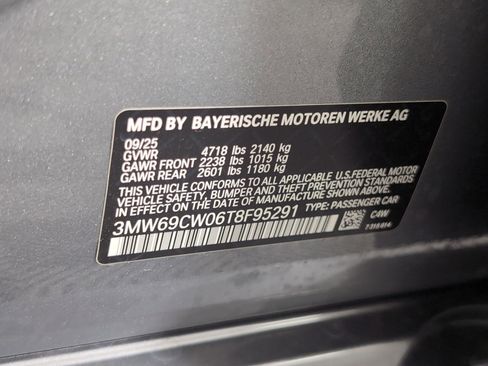 MFD BY BAYERISCHE MOTOREN WERKE AG
09/25
GVWR 4718 lbs 2140 kg
GAWR FRONT 2238 lbs 1015 kg
GAWR REAR 2601 lbs 1180 kg
THIS VEHICLE CONFORMS TO ALL APPLICABLE U.S. FEDERAL MOTOR
VEHICLE SAFETY, BUMPER, AND THEFT PREVENTION STANDARDS
IN EFFECT ON THE DATE OF MANUFACTURE SHOWN ABOVE.
3MW69CW06T8F95291 TYPE: PASSENGER CAR
C4W